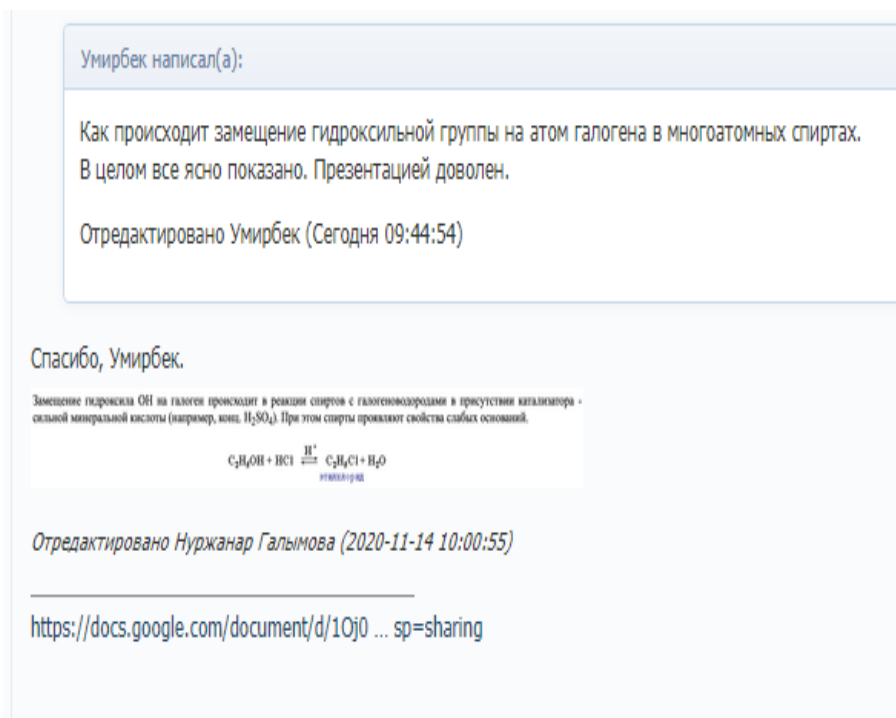 Умирбек написал(а):
Как происходит замещение гидроксильной группы на атом галогена в многоатомных спиртах.
В целом все ясно показано. Презентацией доволен.
Отредактировано Умирбек (Сегодня 09:44:54)
Спасибо, Умирбек.
Замещение гидроксила ОН на галоген происходит в реакции спиртов с галогеноводородами в присутствии катализатора -
сильной минеральной кислоты (например, конц. H₂SO₄). При этом спирты проявляют свойства слабых оснований.
C₂H₅OH + HCl ⇌ C₂H₅Cl + H₂O
H⁺
этилхлорид
Отредактировано Нуржанар Галымова (2020-11-14 10:00:55)
https://docs.google.com/document/d/1Oj0 ... sp=sharing